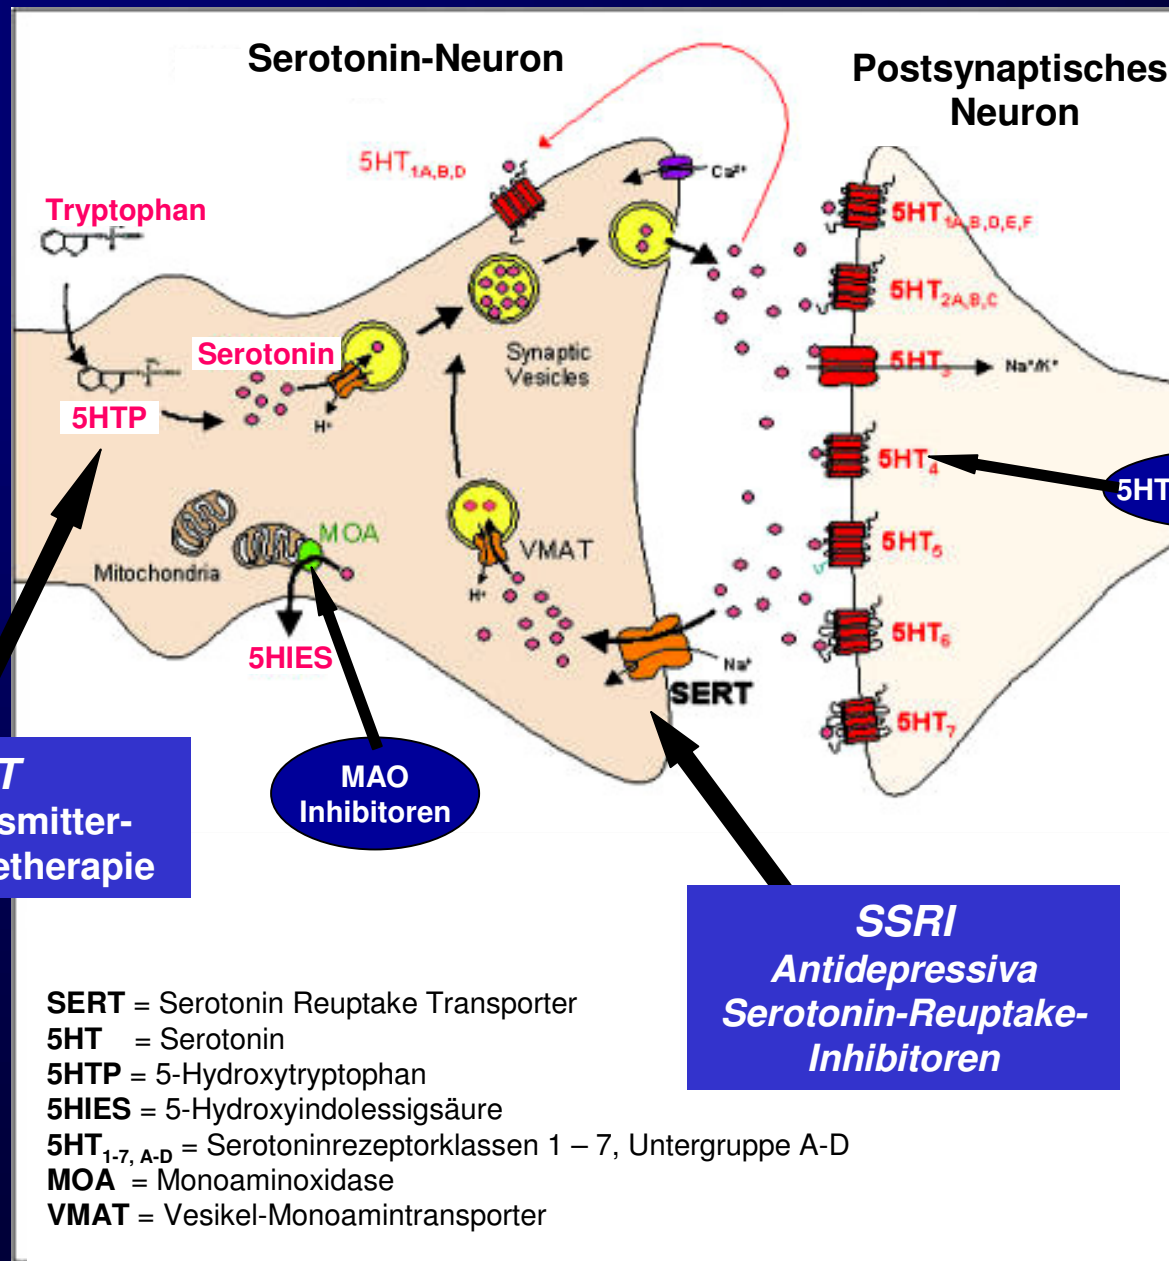 Serotonin-Neuron
Postsynaptisches
Neuron
5HT1A,B,D
Ca²⁺
Tryptophan
5HT1A,B,D,E,F
5HT2A,B,C
Serotonin
Synaptic
Vesicles
5HT3
Na⁺/K⁺
5HTP
H⁺
5HT4
5HT
MOA
VMAT
5HT5
Mitochondria
H⁺
5HIES
5HT6
Na⁺
SERT
5HT7
T
smitter-
etherapie
MAO
Inhibitoren
SSRI
Antidepressiva
Serotonin-Reuptake-
Inhibitoren
SERT = Serotonin Reuptake Transporter
5HT = Serotonin
5HTP = 5-Hydroxytryptophan
5HIES = 5-Hydroxyindolessigsäure
5HT1-7, A-D = Serotoninrezeptorklassen 1 – 7, Untergruppe A-D
MOA = Monoaminoxidase
VMAT = Vesikel-Monoamintransporter